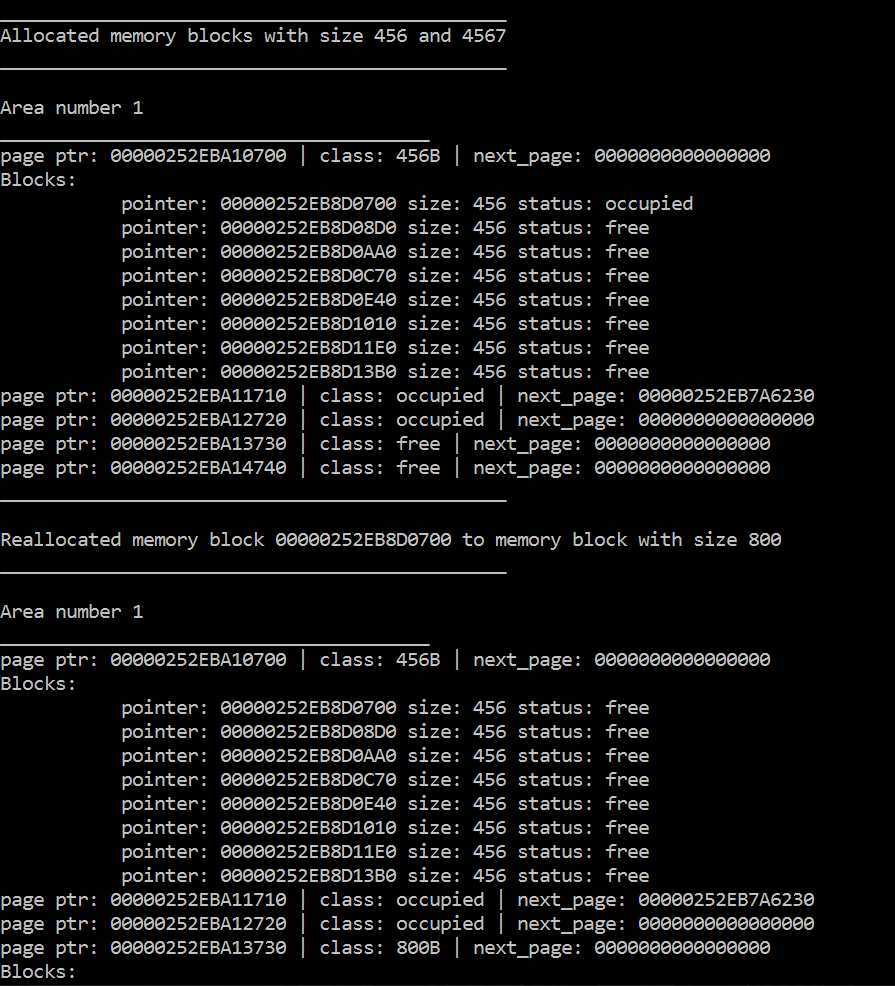 Allocated memory blocks with size 456 and 4567
Area number 1
page ptr: 00000252EBA10700 | class: 456B | next_page: 0000000000000000
Blocks:
pointer: 00000252EB8D0700 size: 456 status: occupied
pointer: 00000252EB8D08D0 size: 456 status: free
pointer: 00000252EB8D0AA0 size: 456 status: free
pointer: 00000252EB8D0C70 size: 456 status: free
pointer: 00000252EB8D0E40 size: 456 status: free
pointer: 00000252EB8D1010 size: 456 status: free
pointer: 00000252EB8D11E0 size: 456 status: free
pointer: 00000252EB8D13B0 size: 456 status: free
page ptr: 00000252EBA11710 | class: occupied | next_page: 00000252EB7A6230
page ptr: 00000252EBA12720 | class: occupied | next_page: 0000000000000000
page ptr: 00000252EBA13730 | class: free | next_page: 0000000000000000
page ptr: 00000252EBA14740 | class: free | next_page: 0000000000000000
Reallocated memory block 00000252EB8D0700 to memory block with size 800
Area number 1
page ptr: 00000252EBA10700 | class: 456B | next_page: 0000000000000000
Blocks:
pointer: 00000252EB8D0700 size: 456 status: free
pointer: 00000252EB8D08D0 size: 456 status: free
pointer: 00000252EB8D0AA0 size: 456 status: free
pointer: 00000252EB8D0C70 size: 456 status: free
pointer: 00000252EB8D0E40 size: 456 status: free
pointer: 00000252EB8D1010 size: 456 status: free
pointer: 00000252EB8D11E0 size: 456 status: free
pointer: 00000252EB8D13B0 size: 456 status: free
page ptr: 00000252EBA11710 | class: occupied | next_page: 00000252EB7A6230
page ptr: 00000252EBA12720 | class: occupied | next_page: 0000000000000000
page ptr: 00000252EBA13730 | class: 800B | next_page: 0000000000000000
Blocks: